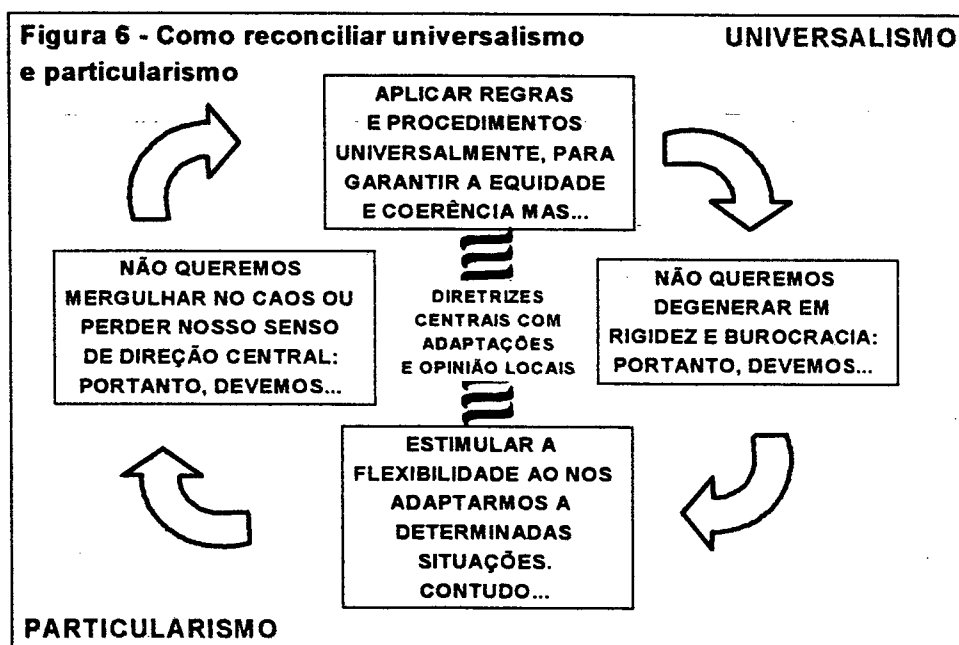 Figura 6 - Como reconciliar universalismo
e particularismo
UNIVERSALISMO
APLICAR REGRAS
E PROCEDIMENTOS
UNIVERSALMENTE, PARA
GARANTIR A EQUIDADE
E COERÊNCIA MAS...
NÃO QUEREMOS
DEGENERAR EM
RIGIDEZ E BUROCRACIA:
PORTANTO, DEVEMOS...
DIRETRIZES
CENTRAIS COM
ADAPTAÇÕES
E OPINIÃO LOCAIS
ESTIMULAR A
FLEXIBILIDADE AO NOS
ADAPTARMOS A
DETERMINADAS
SITUAÇÕES.
CONTUDO...
NÃO QUEREMOS
MERGULHAR NO CAOS OU
PERDER NOSSO SENSO
DE DIREÇÃO CENTRAL:
PORTANTO, DEVEMOS...
PARTICULARISMO